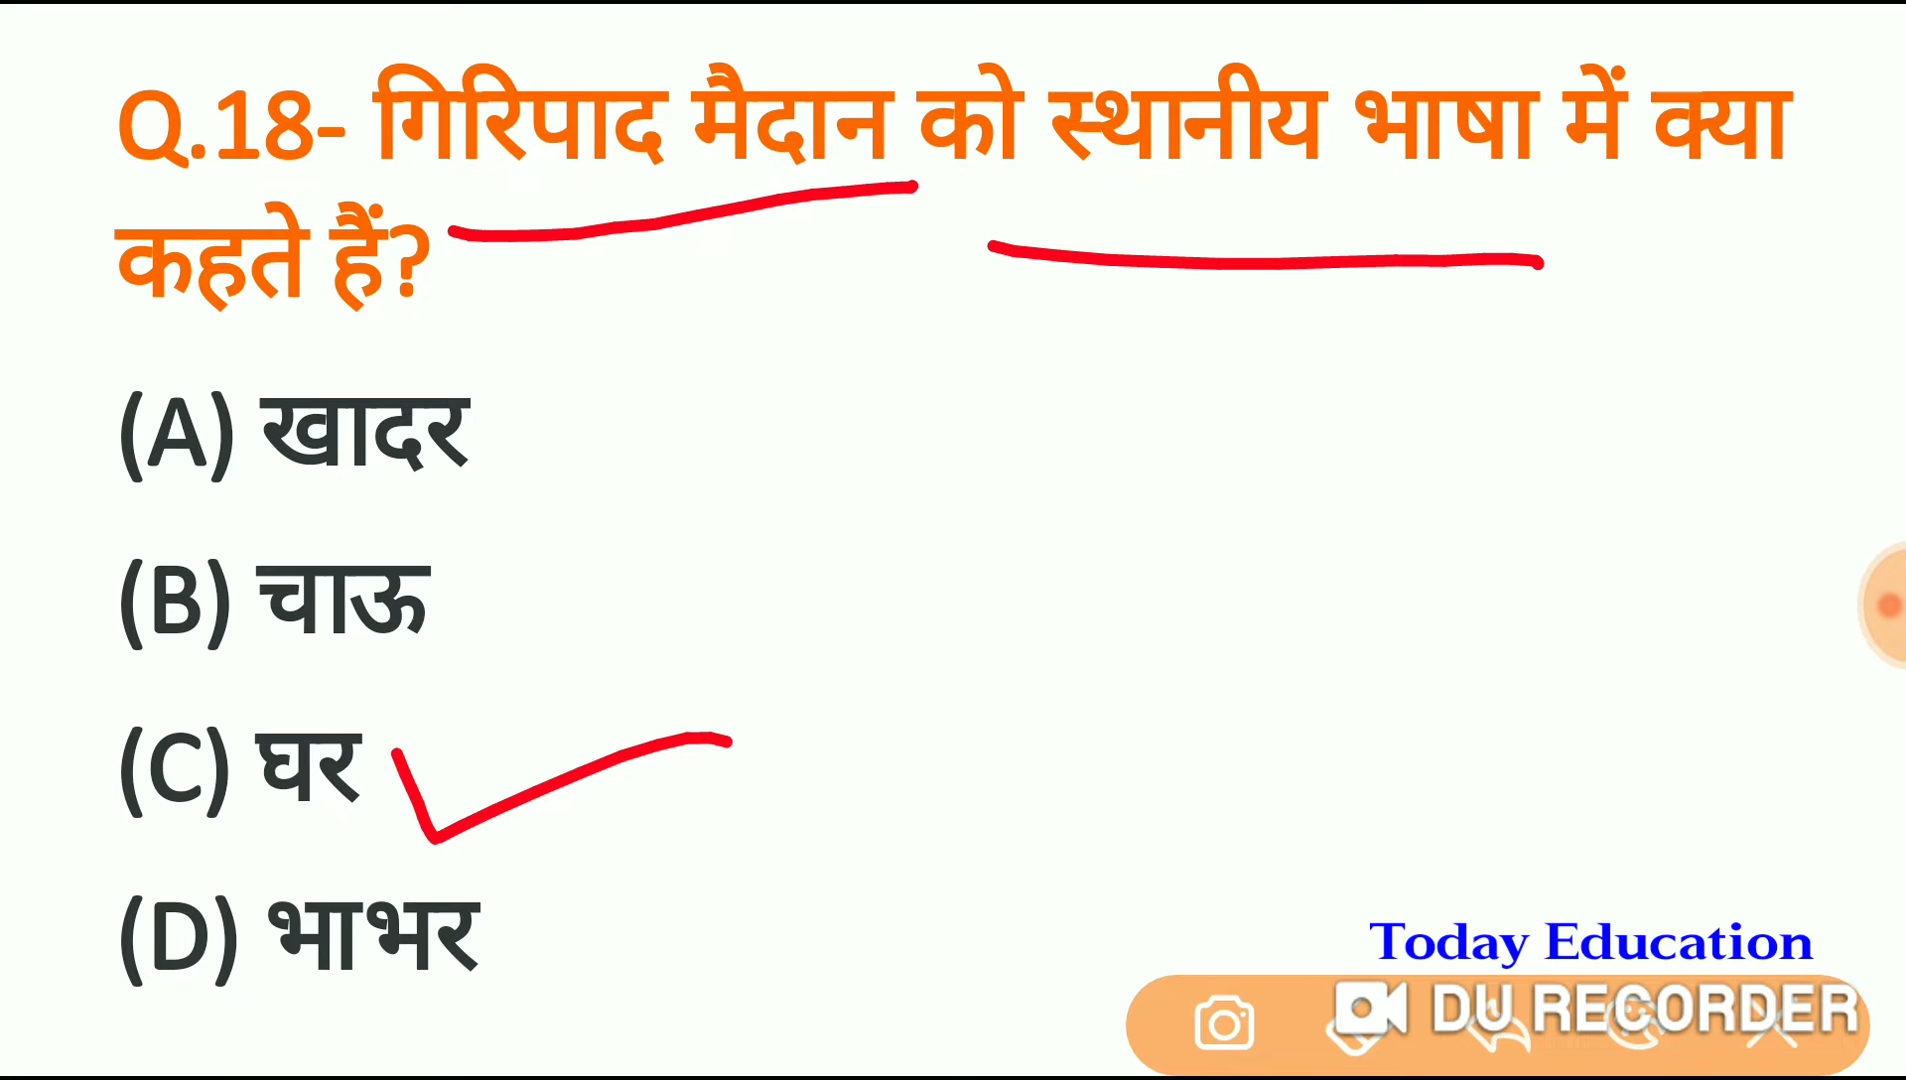 Q.18- गिरिपाद मैदान को स्थानीय भाषा में क्या
कहते हैं?
(A) खादर
(B) चाऊ
(C) घर
(D) भाभर
Today Education
DU RECORDER